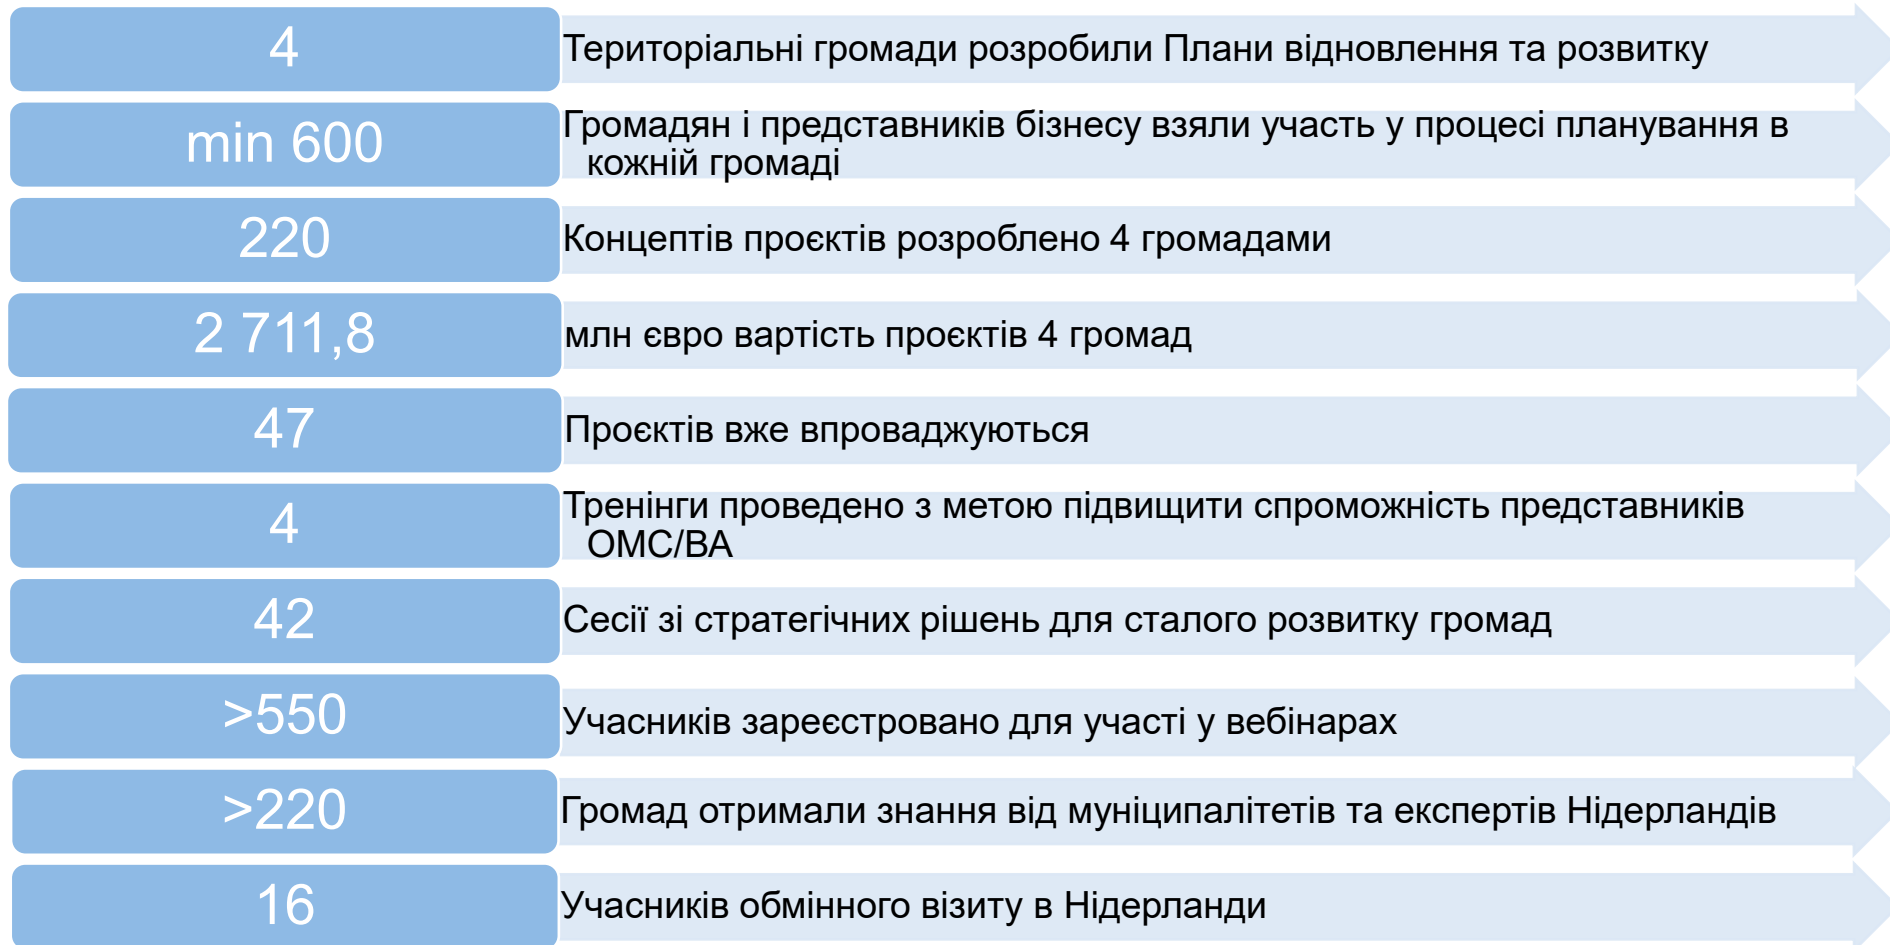 4
Територіальні громади розробили Плани відновлення та розвитку
min 600
Громадян і представників бізнесу взяли участь у процесі планування в
кожній громаді
220
Концептів проєктів розроблено 4 громадами
2 711,8
млн євро вартість проєктів 4 громад
47
Проєктів вже впроваджуються
4
Тренінги проведено з метою підвищити спроможність представників
ОМС/ВА
42
Сесії зі стратегічних рішень для сталого розвитку громад
>550
Учасників зареєстровано для участі у вебінарах
>220
Громад отримали знання від муніципалітетів та експертів Нідерландів
16
Учасників обмінного візиту в Нідерланди